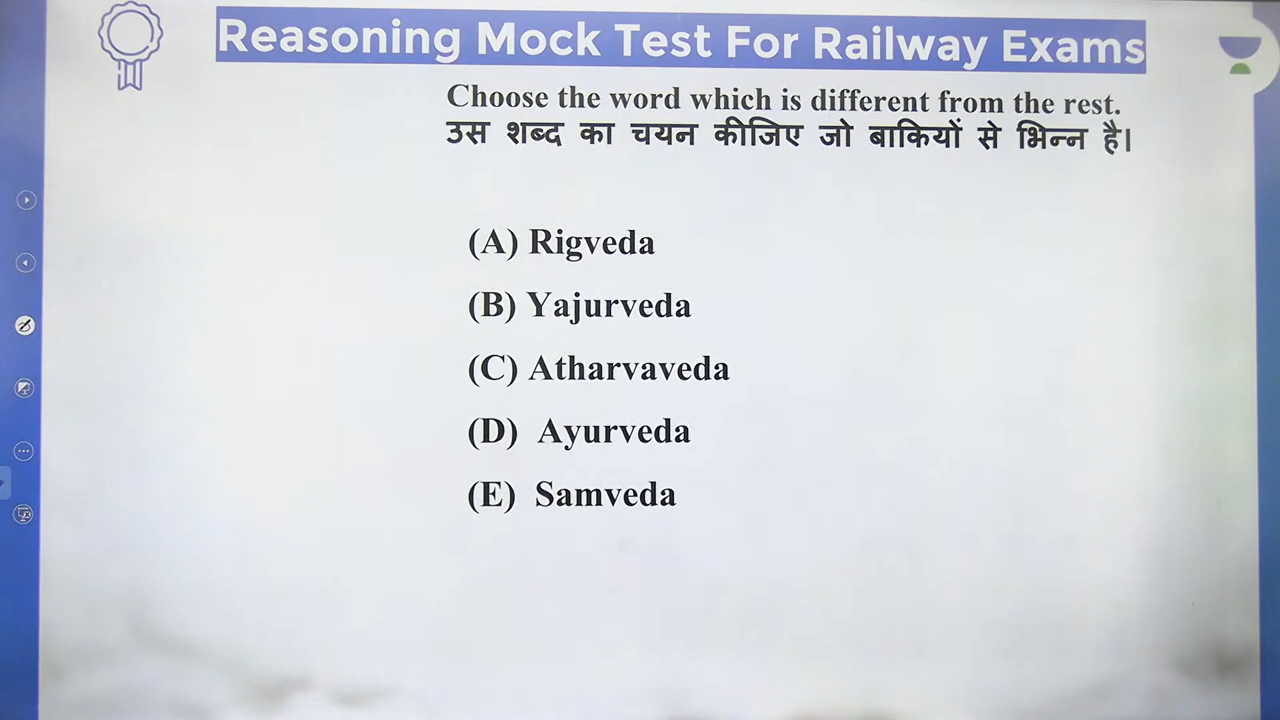 Reasoning Mock Test For Railway Exams
Choose the word which is different from the rest.
उस शब्द का चयन कीजिए जो बाकियों से भिन्न है।
(A) Rigveda
(B) Yajurveda
(C) Atharvaveda
(D) Ayurveda
(E) Samveda